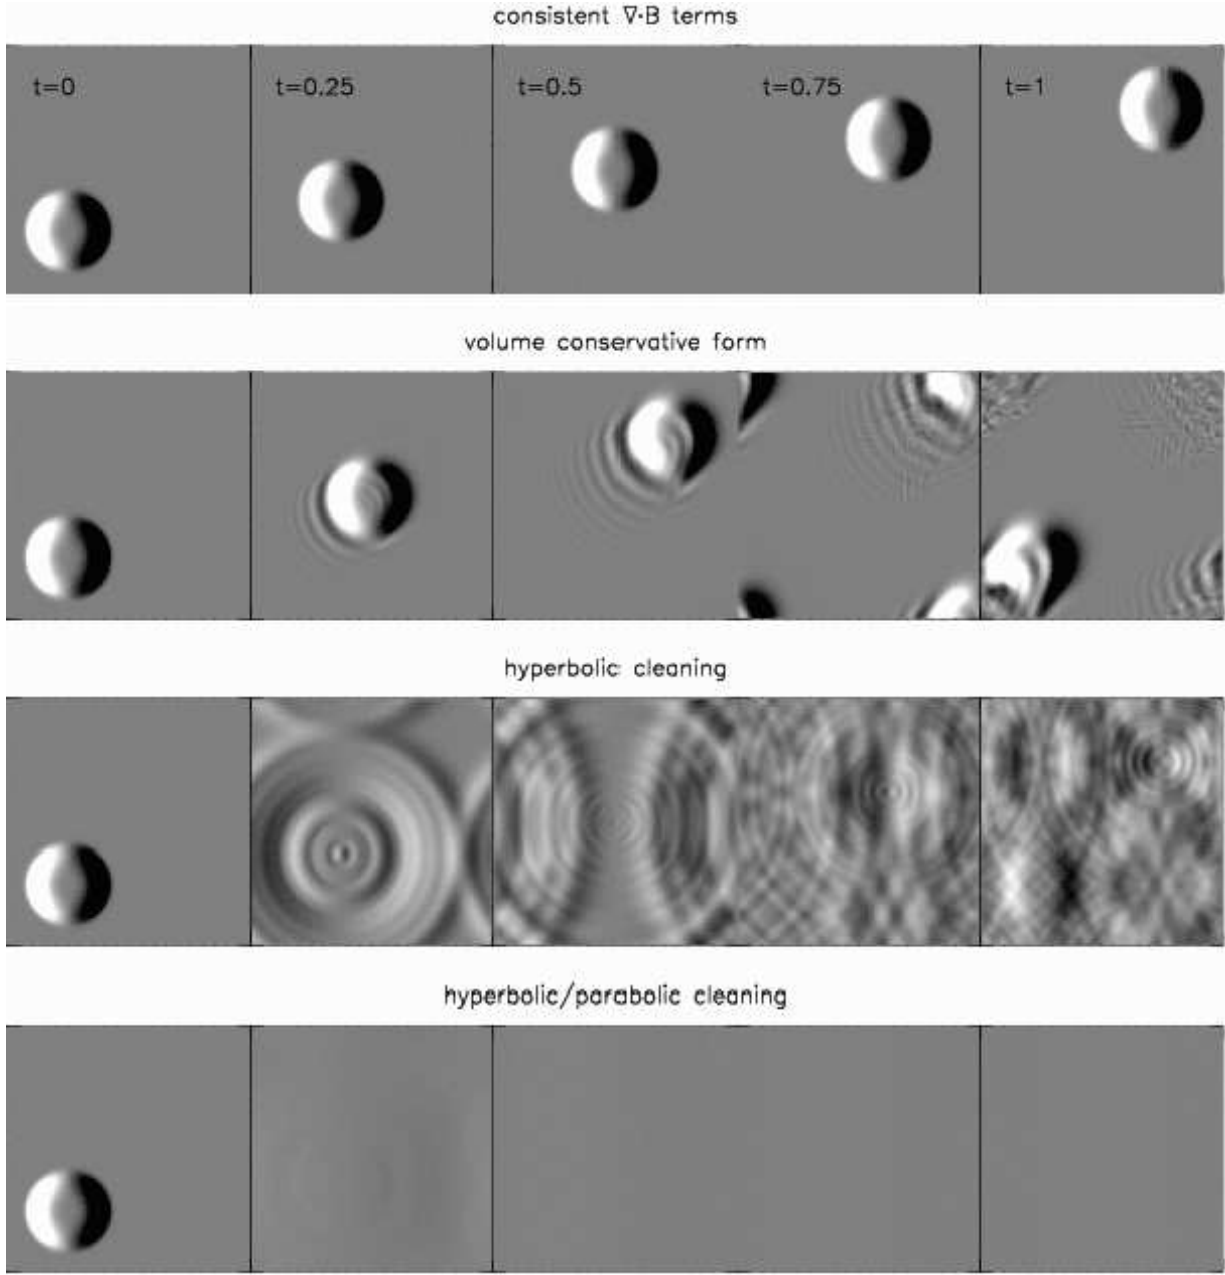 consistent ∇·B terms
t=0 t=0.25 t=0.5 t=0.75 t=1
volume conservative form
hyperbolic cleaning
hyperbolic/parabolic cleaning